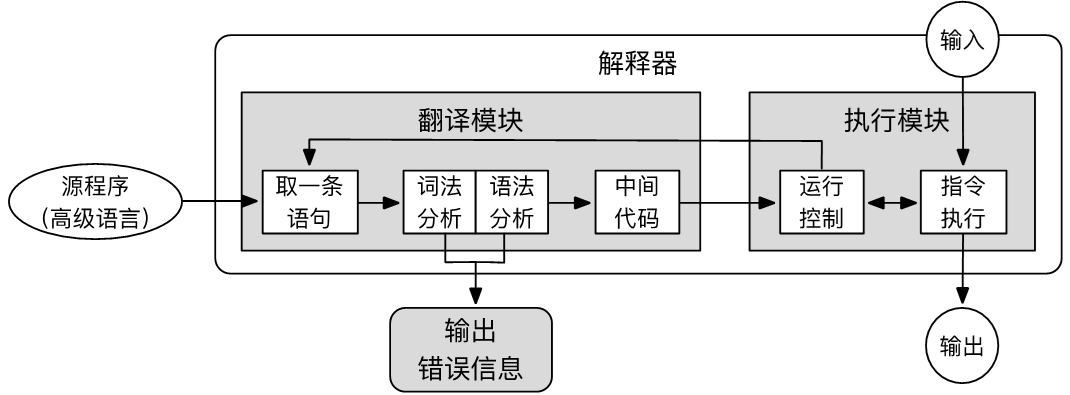 输入
解释器
翻译模块
执行模块
源程序
(高级语言)
取一条
语句
词法
分析
语法
分析
中间
代码
运行
控制
指令
执行
输出
错误信息
输出